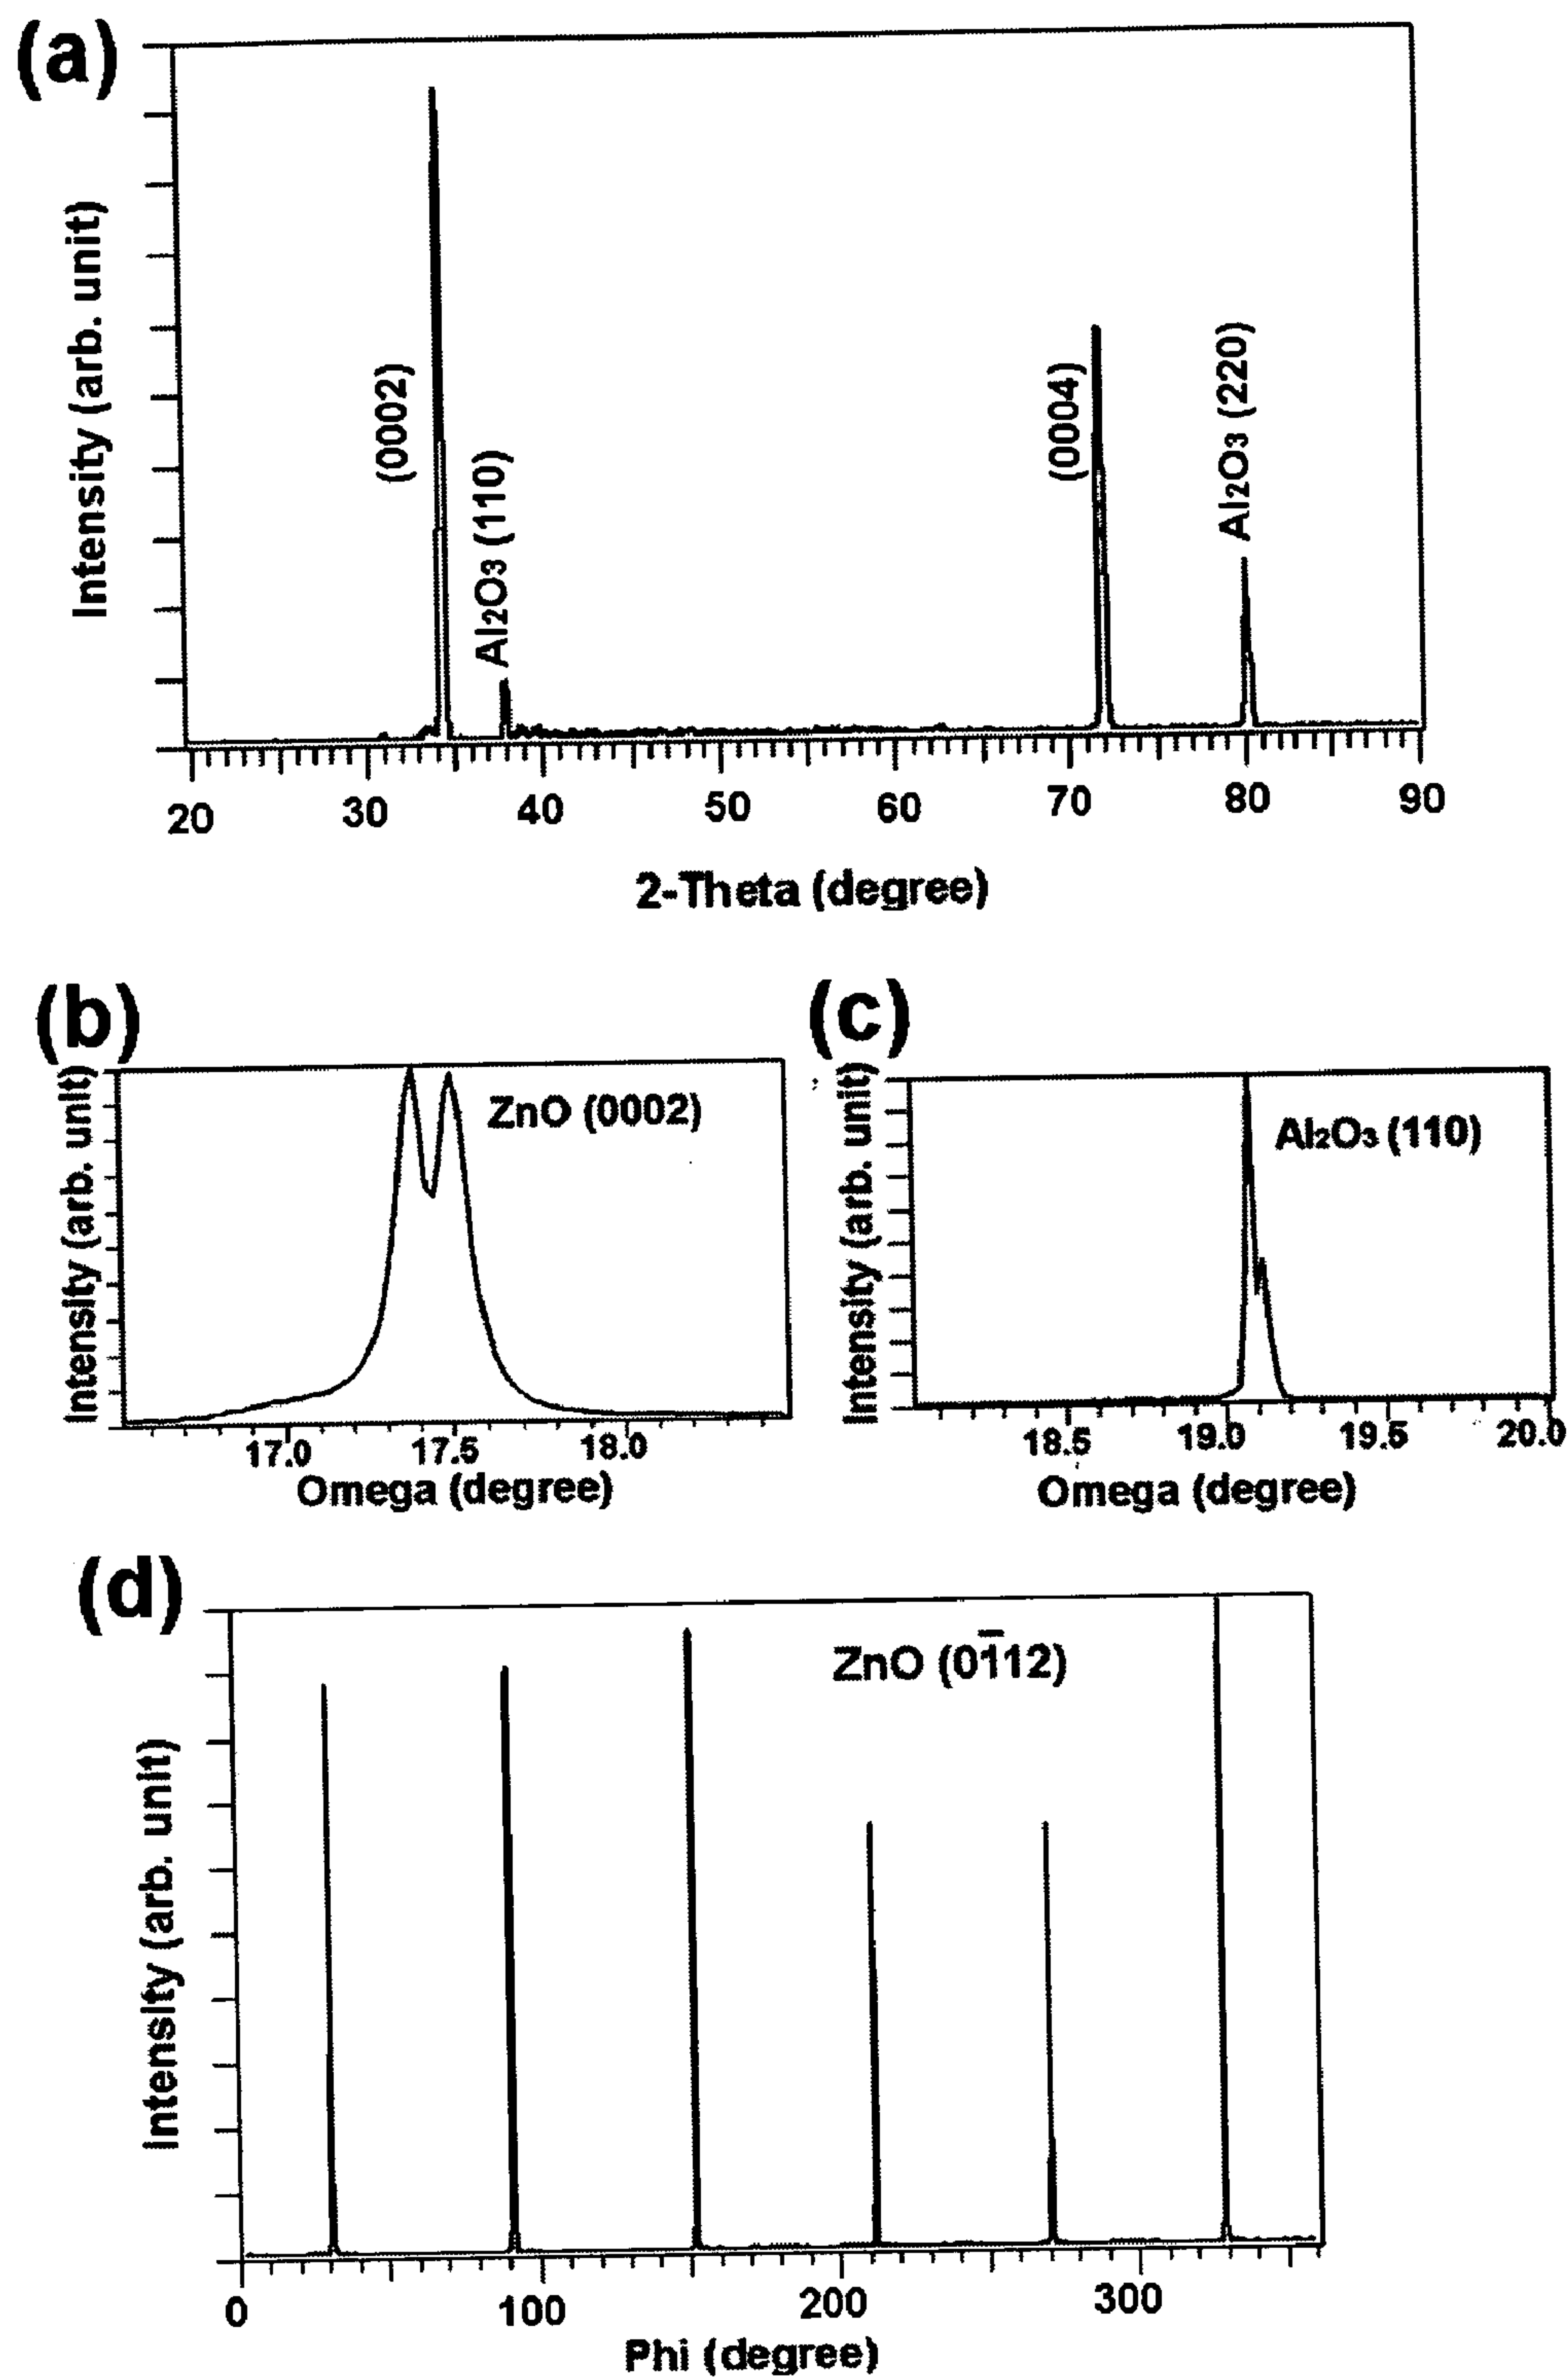 (a)
Intensity (arb. unit)
(0002)
Al₂O₃ (110)
(0004)
Al₂O₃ (220)
20 30 40 50 60 70 80 90
2-Theta (degree)
(b)
Intensity (arb. unit)
ZnO (0002)
17.0 17.5 18.0
Omega (degree)
(c)
Intensity (arb. unit)
Al₂O₃ (110)
18.5 19.0 19.5 20.0
Omega (degree)
(d)
Intensity (arb. unit)
ZnO (01̅12)
0 100 200 300
Phi (degree)